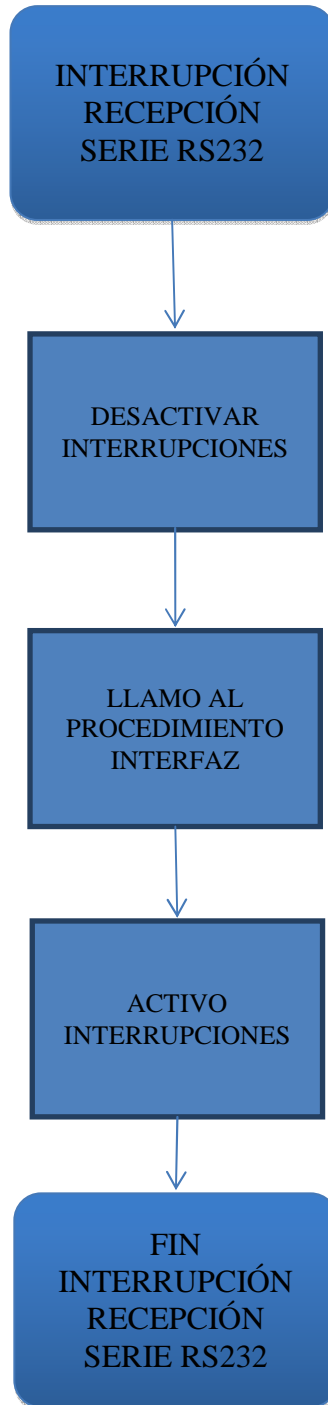 INTERRUPCIÓN
RECEPCIÓN
SERIE RS232
DESACTIVAR
INTERRUPCIONES
LLAMO AL
PROCEDIMIENTO
INTERFAZ
ACTIVO
INTERRUPCIONES
FIN
INTERRUPCIÓN
RECEPCIÓN
SERIE RS232